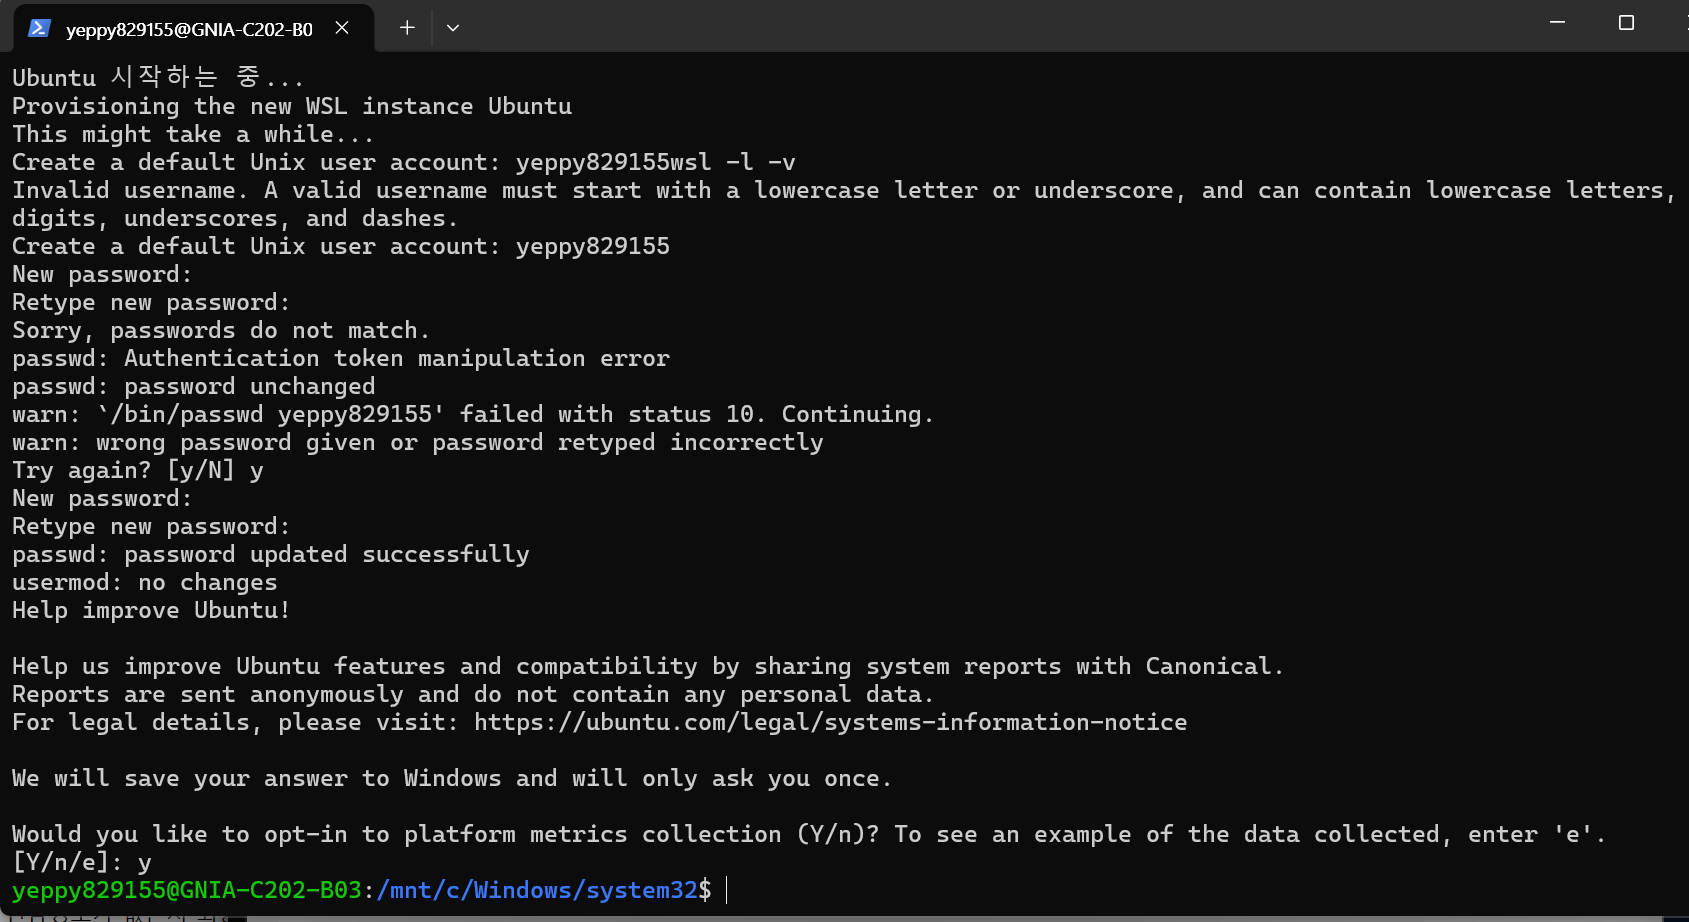 yeppy829155@GNIA-C202-B0
Ubuntu 시작하는 중...
Provisioning the new WSL instance Ubuntu
This might take a while...
Create a default Unix user account: yeppy829155wsl -l -v
Invalid username. A valid username must start with a lowercase letter or underscore, and can contain lowercase letters,
digits, underscores, and dashes.
Create a default Unix user account: yeppy829155
New password:
Retype new password:
Sorry, passwords do not match.
passwd: Authentication token manipulation error
passwd: password unchanged
warn: `/bin/passwd yeppy829155' failed with status 10. Continuing.
warn: wrong password given or password retyped incorrectly
Try again? [y/N] y
New password:
Retype new password:
passwd: password updated successfully
usermod: no changes
Help improve Ubuntu!
Help us improve Ubuntu features and compatibility by sharing system reports with Canonical.
Reports are sent anonymously and do not contain any personal data.
For legal details, please visit: https://ubuntu.com/legal/systems-information-notice
We will save your answer to Windows and will only ask you once.
Would you like to opt-in to platform metrics collection (Y/n)? To see an example of the data collected, enter 'e'.
[Y/n/e]: y
yeppy829155@GNIA-C202-B03:/mnt/c/Windows/system32$